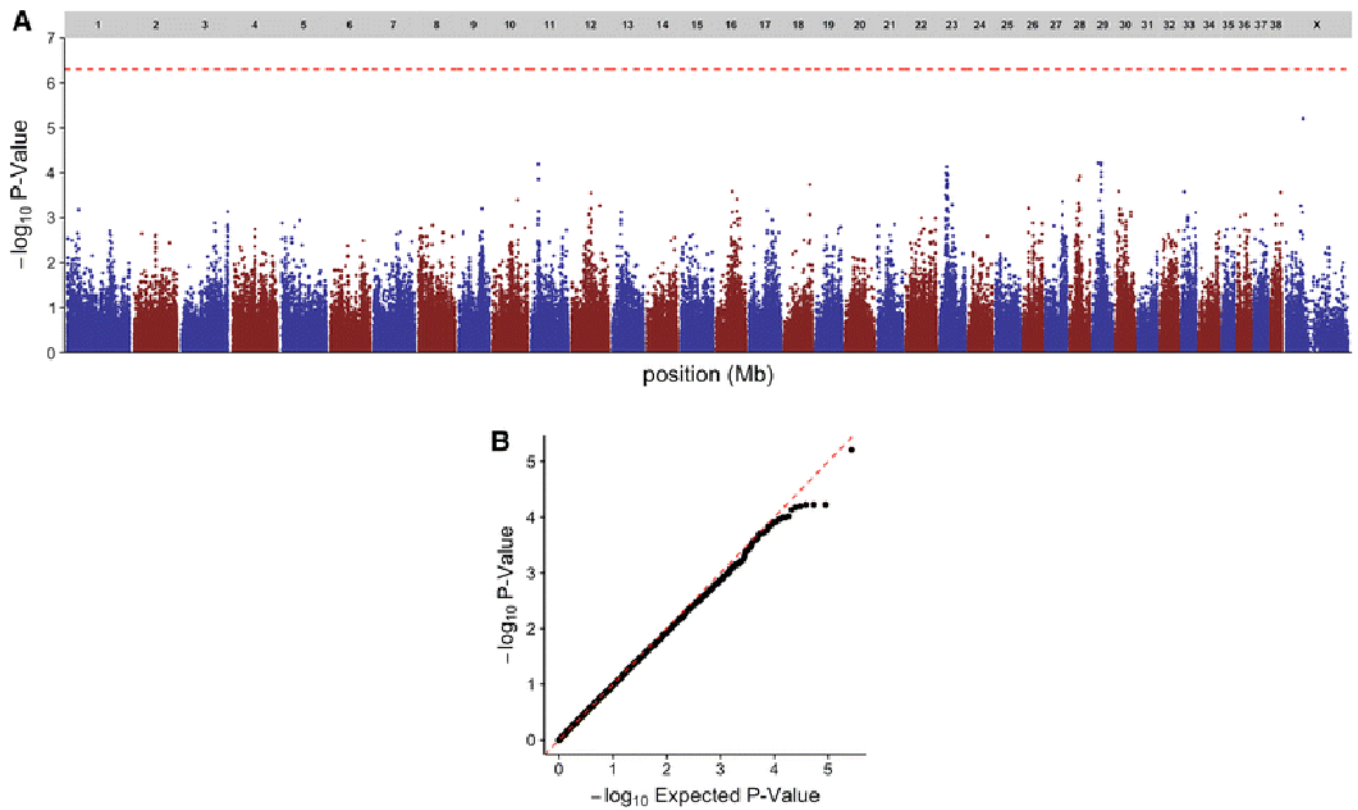 A
1 2 3 4 5 6 7 8 9 10 11 12 13 14 15 16 17 18 19 20 21 22 23 24 25 26 27 28 29 30 31 32 33 34 35 36 37 38 X
7
6
5
4
3
2
1
0
−log10 P-Value
position (Mb)
B
5
4
3
2
1
0
−log10 P-Value
0 1 2 3 4 5
−log10 Expected P-Value